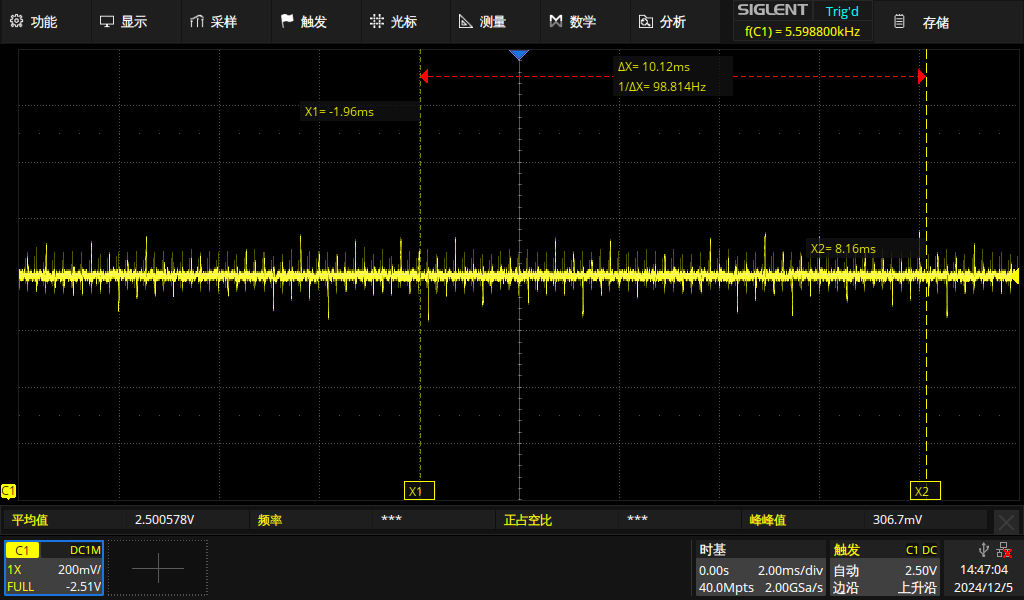 功能 显示 采样 触发 光标 测量 数学 分析 SIGLENT Trig'd 存储
f(C1) = 5.598800kHz
ΔX= 10.12ms
1/ΔX= 98.814Hz
X1= -1.96ms
X2= 8.16ms
C1 X1 X2
平均值 2.500578V 频率 *** 正占空比 *** 峰峰值 306.7mV
C1 DC1M
1X 200mV/
FULL -2.51V
时基
0.00s 2.00ms/div
40.0Mpts 2.00GSa/s
触发 C1 DC
自动 2.50V
边沿 上升沿
14:47:04
2024/12/5